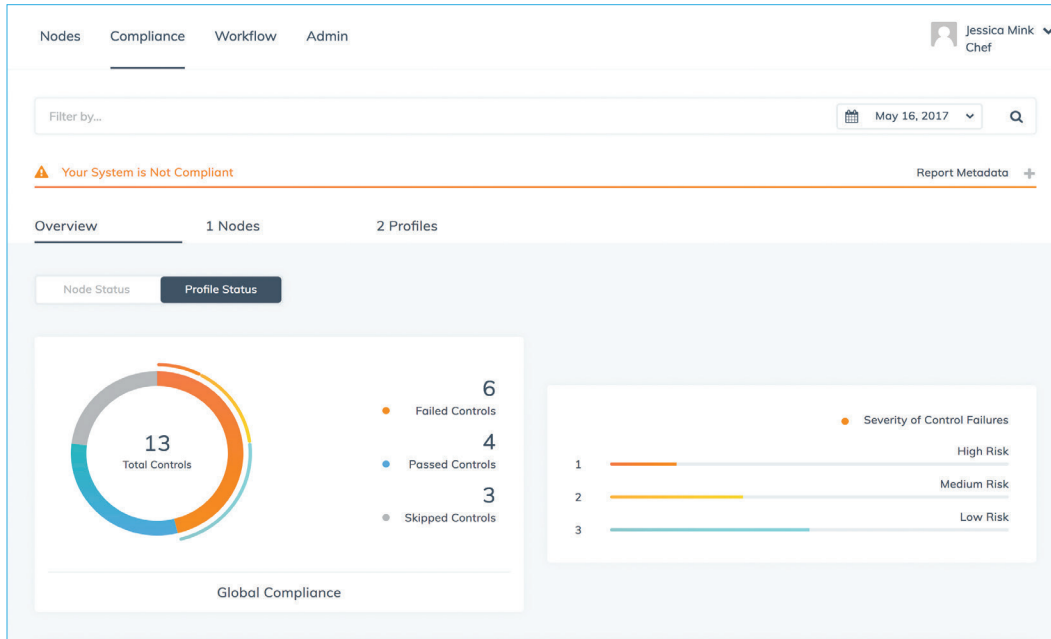 Nodes Compliance Workflow Admin
Jessica Mink
Chef
Filter by...
May 16, 2017
Your System is Not Compliant
Report Metadata
Overview 1 Nodes 2 Profiles
Node Status Profile Status
13
Total Controls
6
Failed Controls
4
Passed Controls
3
Skipped Controls
Global Compliance
Severity of Control Failures
High Risk
1
Medium Risk
2
Low Risk
3